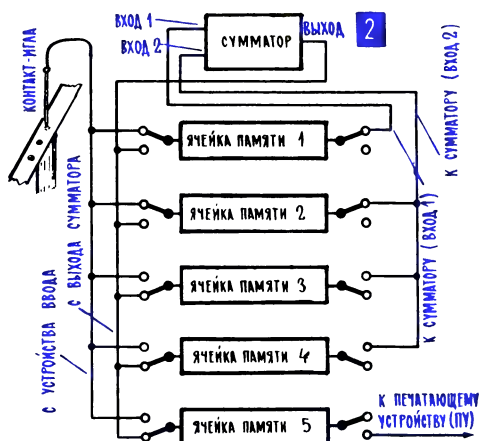 ВХОД 1
ВХОД 2
СУММАТОР
ВЫХОД
2
КОНТАКТ-ИГЛА
К СУММАТОРУ (ВХОД 2)
ЯЧЕЙКА ПАМЯТИ 1
ЯЧЕЙКА ПАМЯТИ 2
ЯЧЕЙКА ПАМЯТИ 3
ЯЧЕЙКА ПАМЯТИ 4
ЯЧЕЙКА ПАМЯТИ 5
С УСТРОЙСТВА ВВОДА
С ВЫХОДА СУММАТОРА
К СУММАТОРУ (ВХОД 1)
К ПЕЧАТАЮЩЕМУ
УСТРОЙСТВУ (ПУ)